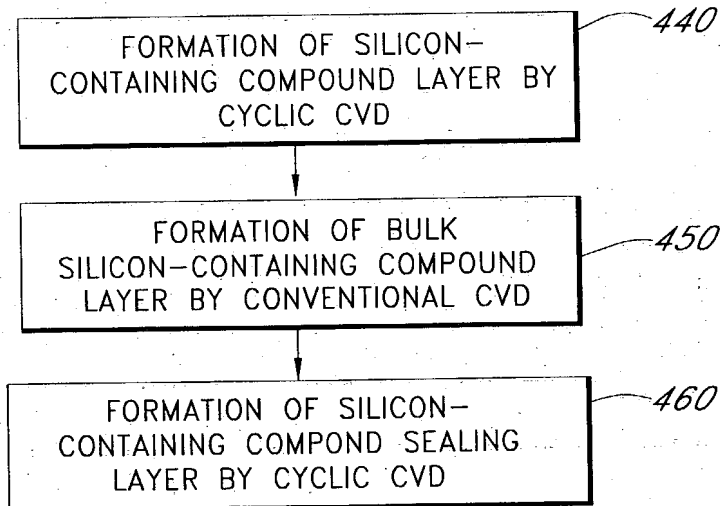 FORMATION OF SILICON-
CONTAINING COMPOUND LAYER BY
CYCLIC CVD
440
FORMATION OF BULK
SILICON-CONTAINING COMPOUND
LAYER BY CONVENTIONAL CVD
450
FORMATION OF SILICON-
CONTAINING COMPOND SEALING
LAYER BY CYCLIC CVD
460